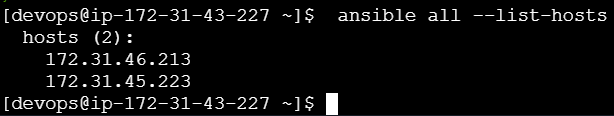 [devops@ip-172-31-43-227 ~]$  ansible all --list-hosts
  hosts (2):
    172.31.46.213
    172.31.45.223
[devops@ip-172-31-43-227 ~]$